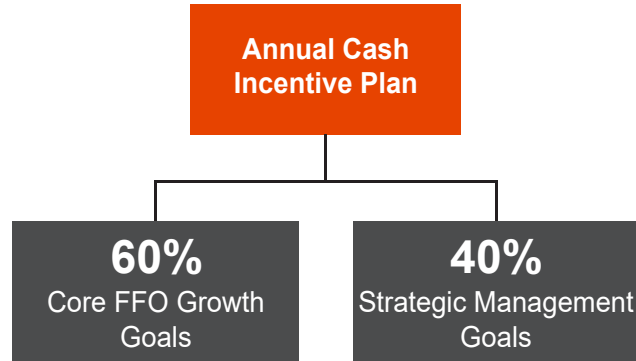 Annual Cash
Incentive Plan
60%
Core FFO Growth
Goals
40%
Strategic Management
Goals